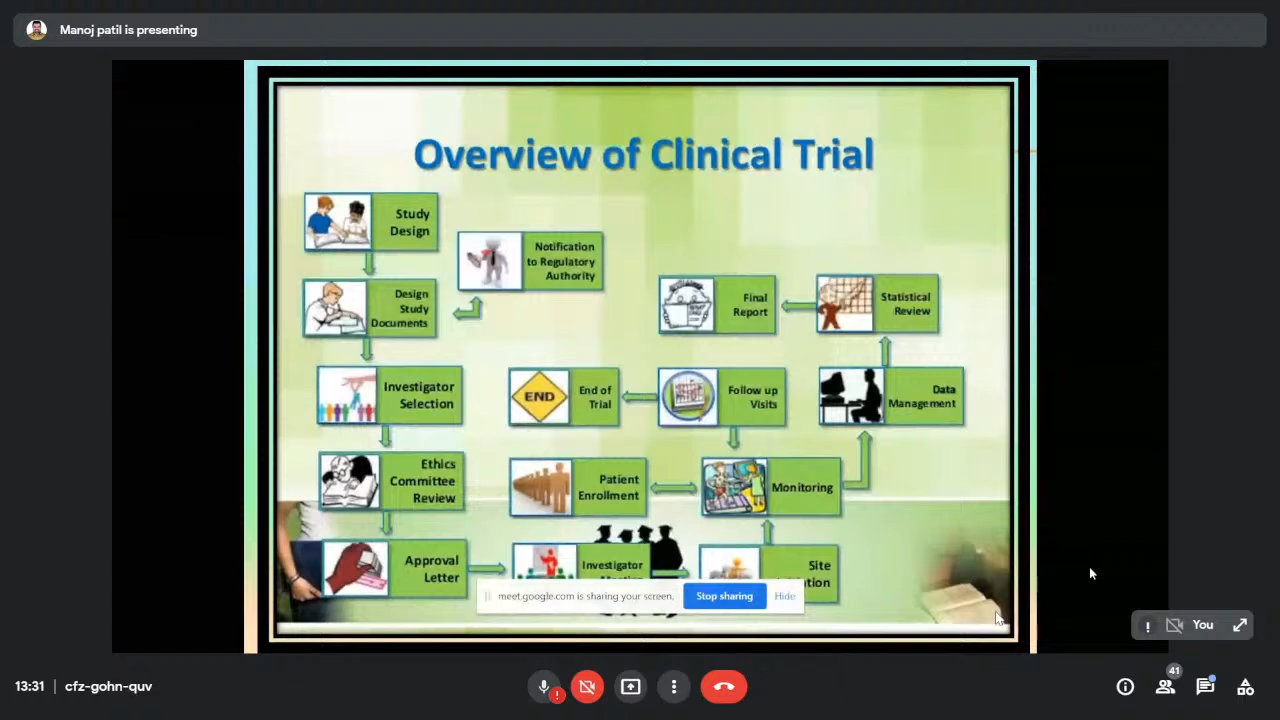 Manoj patil is presenting
Overview of Clinical Trial
Study
Design
Notification
to Regulatory
Authority
Design
Study
Documents
Final
Report
Statistical
Review
Investigator
Selection
END
End of
Trial
Follow up
Visits
Data
Management
Ethics
Committee
Review
Patient
Enrollment
Monitoring
Approval
Letter
Investigator
Site
meet.google.com is sharing your screen.
Stop sharing
Hide
You
13:31 | cfz-gohn-quv
41